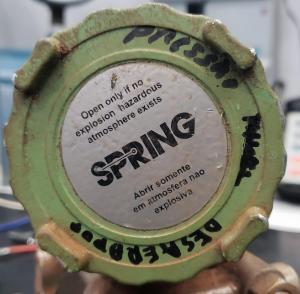 Open only if no
explosion hazardous
atmosphere exists
SPRING
Abrir somente
em atmosfera nao
explosiva